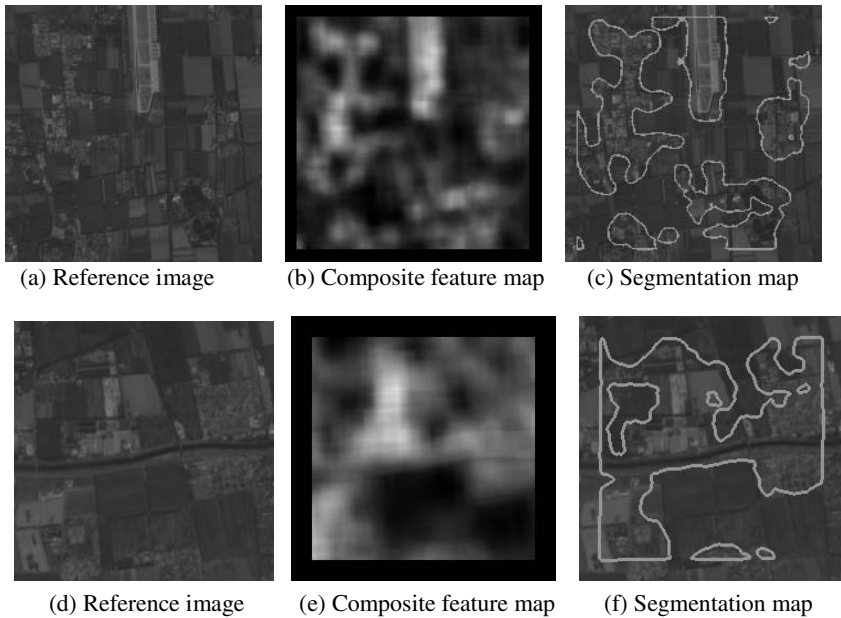 (a) Reference image
(b) Composite feature map
(c) Segmentation map
(d) Reference image
(e) Composite feature map
(f) Segmentation map